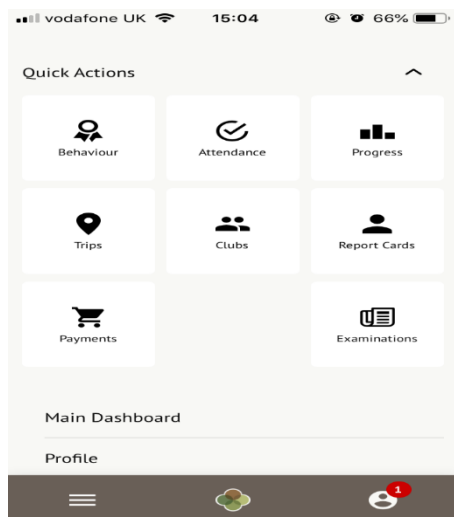 vodafone UK 15:04 66%
Quick Actions
Behaviour Attendance Progress
Trips Clubs Report Cards
Payments Examinations
Main Dashboard
Profile
1